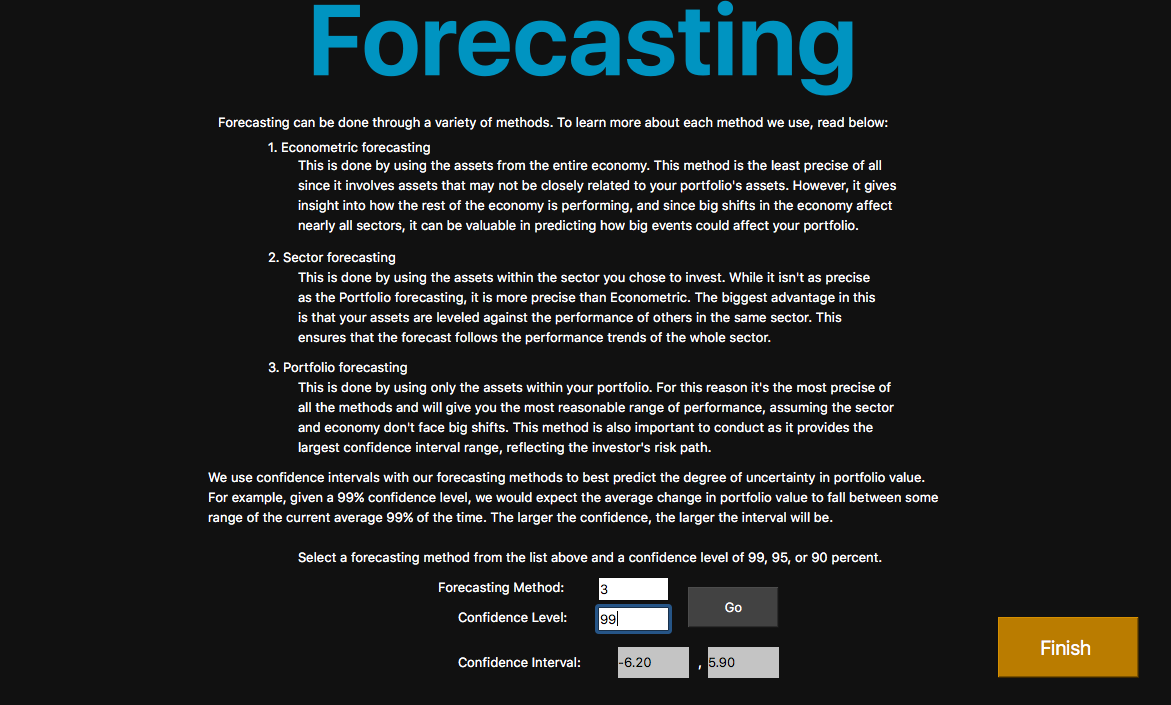 Forecasting
Forecasting can be done through a variety of methods. To learn more about each method we use, read below:
1. Econometric forecasting
This is done by using the assets from the entire economy. This method is the least precise of all
since it involves assets that may not be closely related to your portfolio's assets. However, it gives
insight into how the rest of the economy is performing, and since big shifts in the economy affect
nearly all sectors, it can be valuable in predicting how big events could affect your portfolio.
2. Sector forecasting
This is done by using the assets within the sector you chose to invest. While it isn't as precise
as the Portfolio forecasting, it is more precise than Econometric. The biggest advantage in this
is that your assets are leveled against the performance of others in the same sector. This
ensures that the forecast follows the performance trends of the whole sector.
3. Portfolio forecasting
This is done by using only the assets within your portfolio. For this reason it's the most precise of
all the methods and will give you the most reasonable range of performance, assuming the sector
and economy don't face big shifts. This method is also important to conduct as it provides the
largest confidence interval range, reflecting the investor's risk path.
We use confidence intervals with our forecasting methods to best predict the degree of uncertainty in portfolio value.
For example, given a 99% confidence level, we would expect the average change in portfolio value to fall between some
range of the current average 99% of the time. The larger the confidence, the larger the interval will be.
Select a forecasting method from the list above and a confidence level of 99, 95, or 90 percent.
Forecasting Method: 3
Go
Confidence Level: 99
Confidence Interval: -6.20 , 5.90
Finish